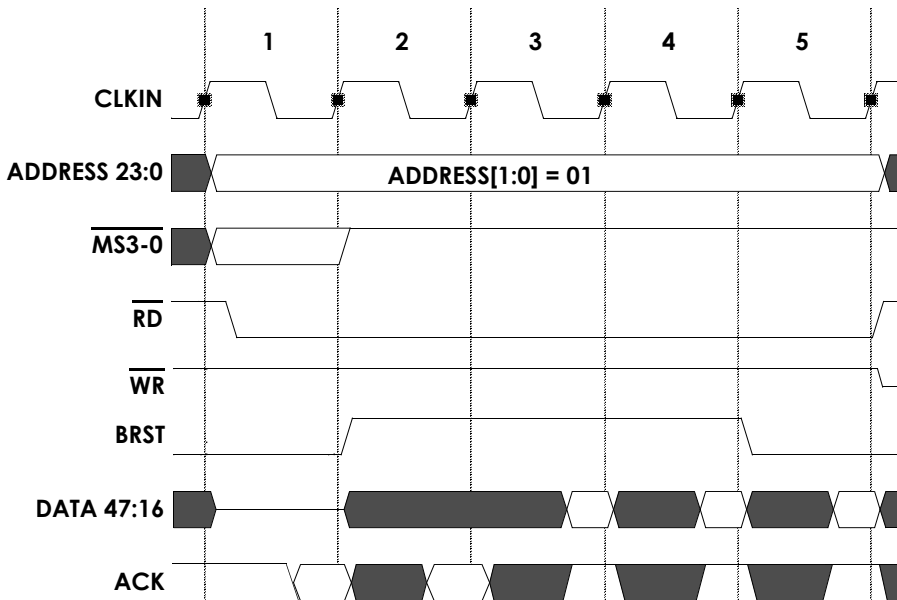 1 2 3 4 5
CLKIN
ADDRESS 23:0 ADDRESS[1:0] = 01
MS3-0
RD
WR
BRST
DATA 47:16
ACK